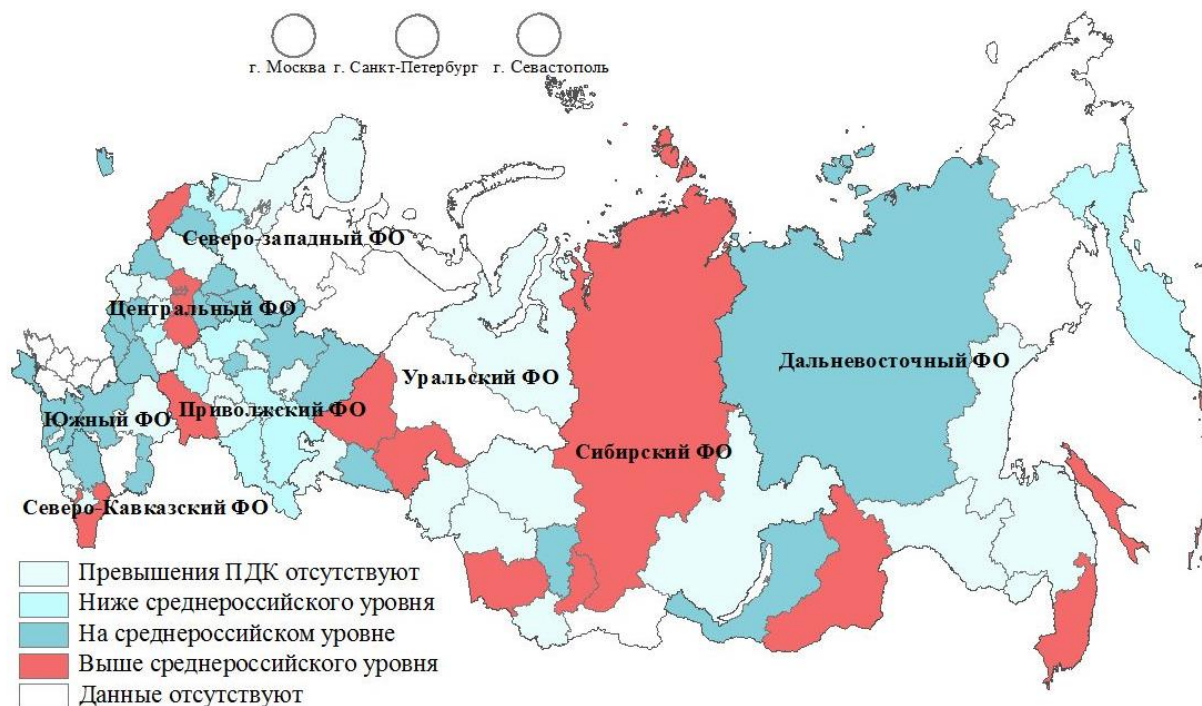 г. Москва г. Санкт-Петербург г. Севастополь
Северо-западный ФО
Центральный ФО
Уральский ФО
Дальневосточный ФО
Южный ФО
Приволжский ФО
Сибирский ФО
Северо-Кавказский ФО
Превышения ПДК отсутствуют
Ниже среднероссийского уровня
На среднероссийском уровне
Выше среднероссийского уровня
Данные отсутствуют